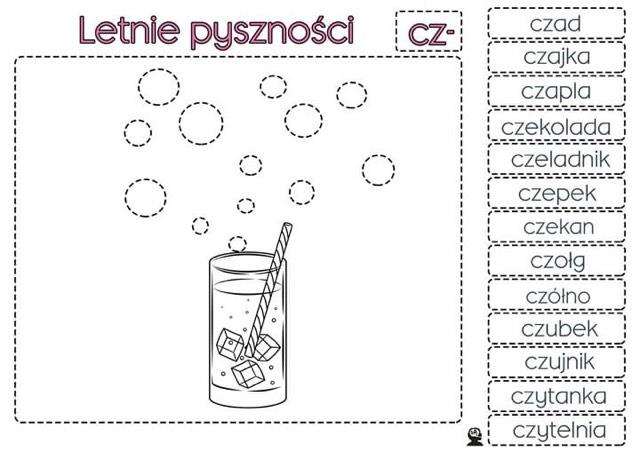 Letnie pyszności
cz-
czad
czajka
czapla
czekolada
czeladnik
czepek
czekan
czołg
czółno
czubek
czujnik
czytanka
czytelnia